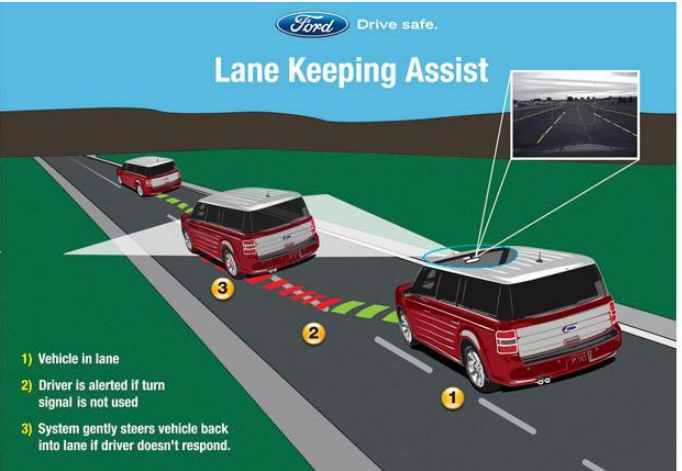 Ford Drive safe.
Lane Keeping Assist
3
2
1
1) Vehicle in lane
2) Driver is alerted if turn
signal is not used
3) System gently steers vehicle back
into lane if driver doesn't respond.